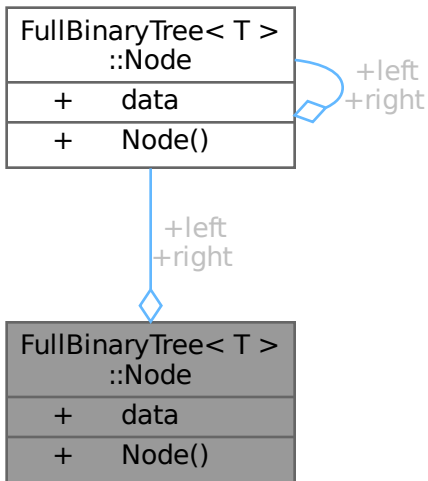 FullBinaryTree< T >
::Node
+ data
+ Node()
+left
+right
+left
+right
FullBinaryTree< T >
::Node
+ data
+ Node()